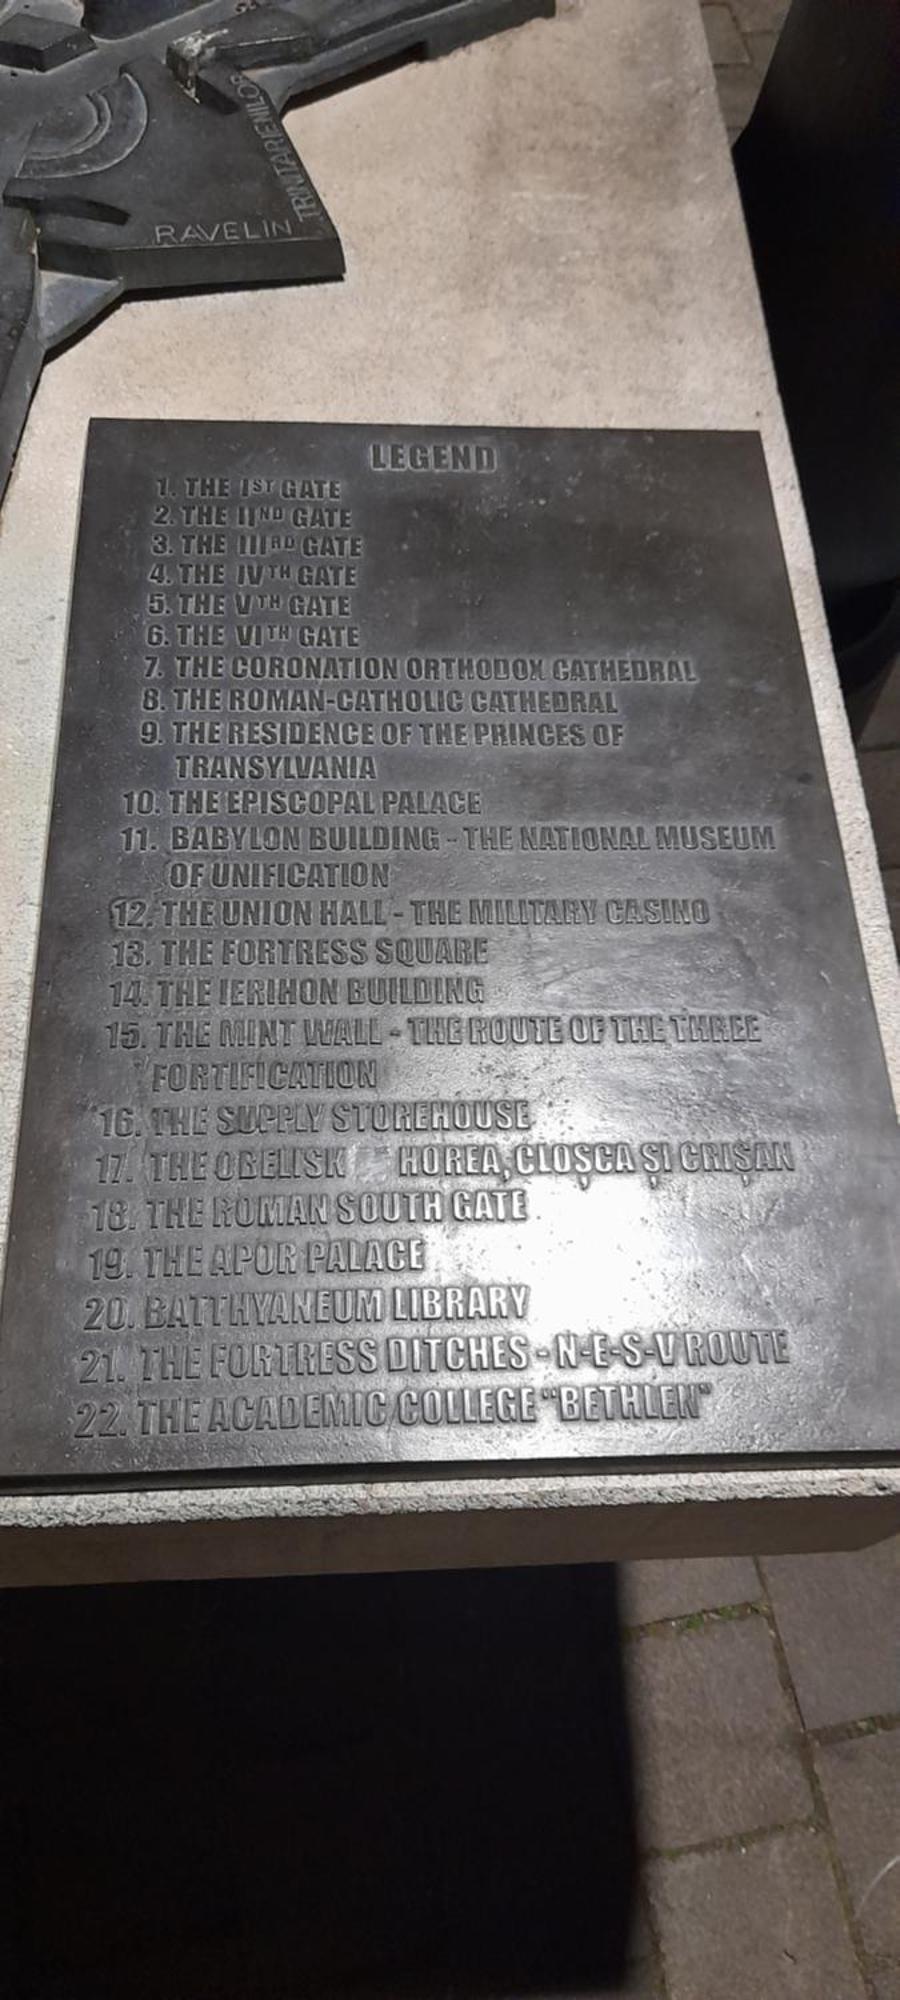 TRINITARIENILOR
RAVELIN
LEGEND
1. THE IST GATE
2. THE IIND GATE
3. THE IIIRD GATE
4. THE IVTH GATE
5. THE VTH GATE
6. THE VITH GATE
7. THE CORONATION ORTHODOX CATHEDRAL
8. THE ROMAN-CATHOLIC CATHEDRAL
9. THE RESIDENCE OF THE PRINCES OF
TRANSYLVANIA
10. THE EPISCOPAL PALACE
11. BABYLON BUILDING - THE NATIONAL MUSEUM
OF UNIFICATION
12. THE UNION HALL - THE MILITARY CASINO
13. THE FORTRESS SQUARE
14. THE IERIHON BUILDING
15. THE MINT WALL - THE ROUTE OF THE THREE
FORTIFICATION
16. THE SUPPLY STOREHOUSE
17. THE OBELISK HOREA, CLOȘCA ȘI CRIȘAN
18. THE ROMAN SOUTH GATE
19. THE APOR PALACE
20. BATTHYANEUM LIBRARY
21. THE FORTRESS DITCHES - N-E-S-V ROUTE
22. THE ACADEMIC COLLEGE "BETHLEN"